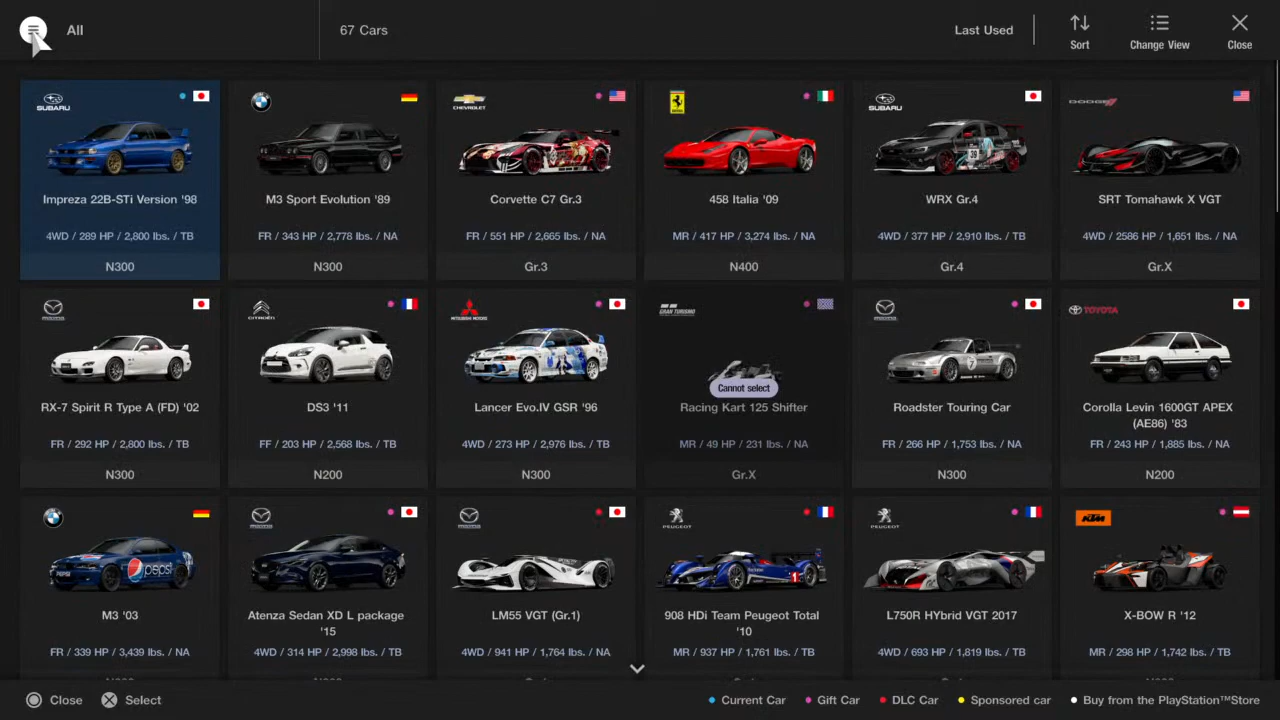 All
67 Cars
Last Used
Sort
Change View
Close
SUBARU
CHEVROLET
SUBARU
DODGE
Impreza 22B-STi Version '98
M3 Sport Evolution '89
Corvette C7 Gr.3
458 Italia '09
WRX Gr.4
SRT Tomahawk X VGT
4WD / 289 HP / 2,800 lbs. / TB
FR / 343 HP / 2,778 lbs. / NA
FR / 551 HP / 2,665 lbs. / NA
MR / 417 HP / 3,274 lbs. / NA
4WD / 377 HP / 2,910 lbs. / TB
4WD / 2586 HP / 1,651 lbs. / NA
N300
N300
Gr.3
N400
Gr.4
Gr.X
mazda
CITROËN
MITSUBISHI MOTORS
GRAN TURISMO
mazda
TOYOTA
Cannot select
RX-7 Spirit R Type A (FD) '02
DS3 '11
Lancer Evo.IV GSR '96
Racing Kart 125 Shifter
Roadster Touring Car
Corolla Levin 1600GT APEX
(AE86) '83
FR / 292 HP / 2,800 lbs. / TB
FF / 203 HP / 2,568 lbs. / TB
4WD / 273 HP / 2,976 lbs. / TB
MR / 49 HP / 231 lbs. / NA
FR / 266 HP / 1,753 lbs. / NA
FR / 243 HP / 1,885 lbs. / NA
N300
N200
N300
Gr.X
N300
N200
mazda
mazda
PEUGEOT
PEUGEOT
KTM
pepsi
M3 '03
Atenza Sedan XD L package
'15
LM55 VGT (Gr.1)
908 HDi Team Peugeot Total
'10
L750R HYbrid VGT 2017
X-BOW R '12
FR / 339 HP / 3,439 lbs. / NA
4WD / 314 HP / 2,998 lbs. / TB
4WD / 941 HP / 1,764 lbs. / NA
MR / 937 HP / 1,761 lbs. / TB
4WD / 693 HP / 1,819 lbs. / TB
MR / 298 HP / 1,742 lbs. / TB
Close
Select
Current Car
Gift Car
DLC Car
Sponsored car
Buy from the PlayStation™Store